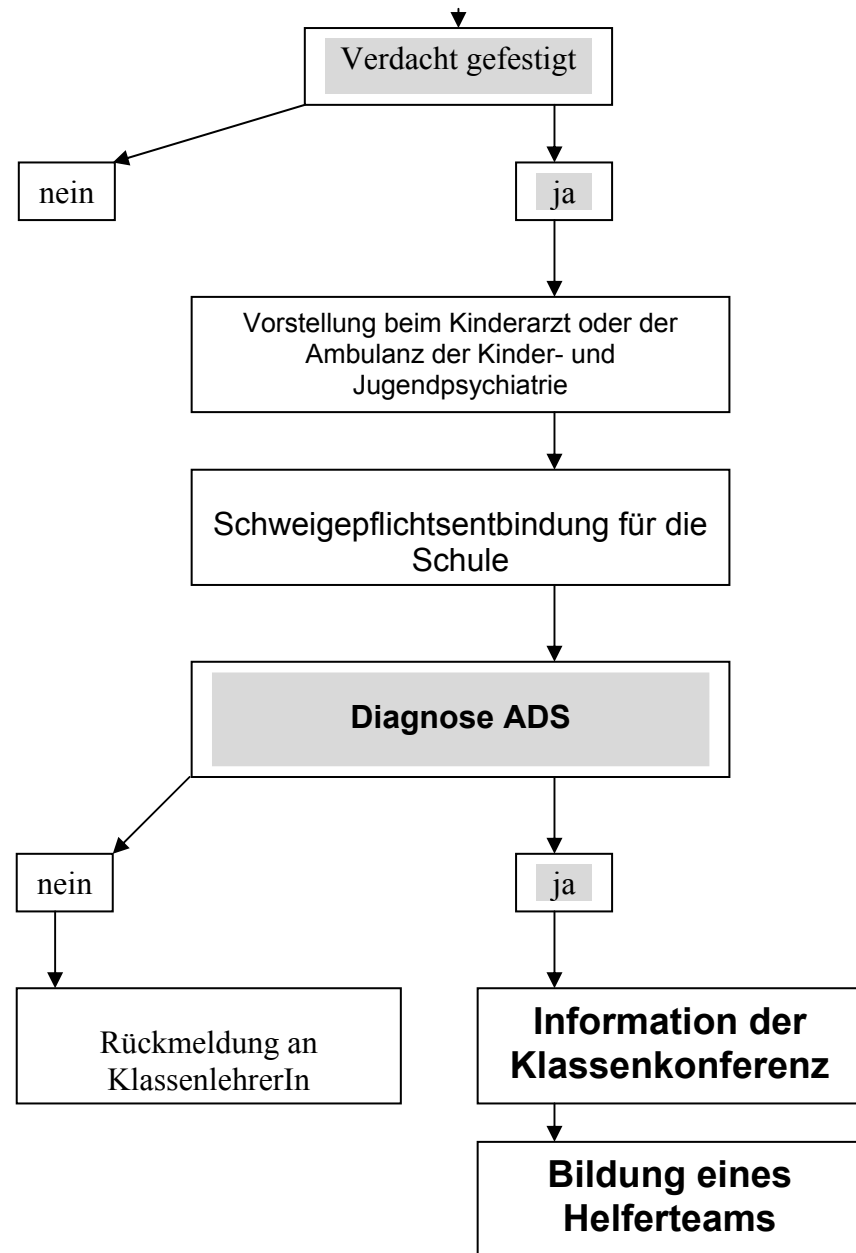 Verdacht gefestigt
nein
ja
Vorstellung beim Kinderarzt oder der
Ambulanz der Kinder- und
Jugendpsychiatrie
Schweigepflichtsentbindung für die
Schule
Diagnose ADS
nein
ja
Rückmeldung an
KlassenlehrerIn
Information der
Klassenkonferenz
Bildung eines
Helferteams